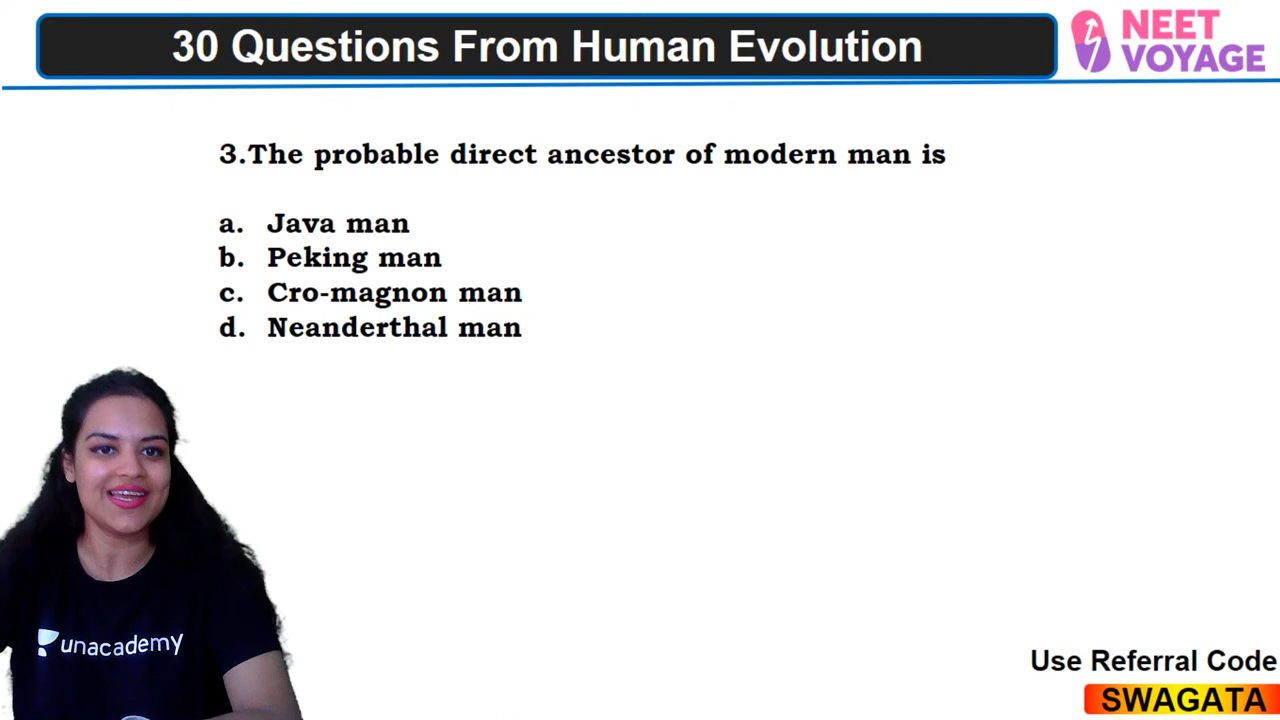 30 Questions From Human Evolution
NEET
VOYAGE
3.The probable direct ancestor of modern man is
a. Java man
b. Peking man
c. Cro-magnon man
d. Neanderthal man
unacademy
Use Referral Code
SWAGATA